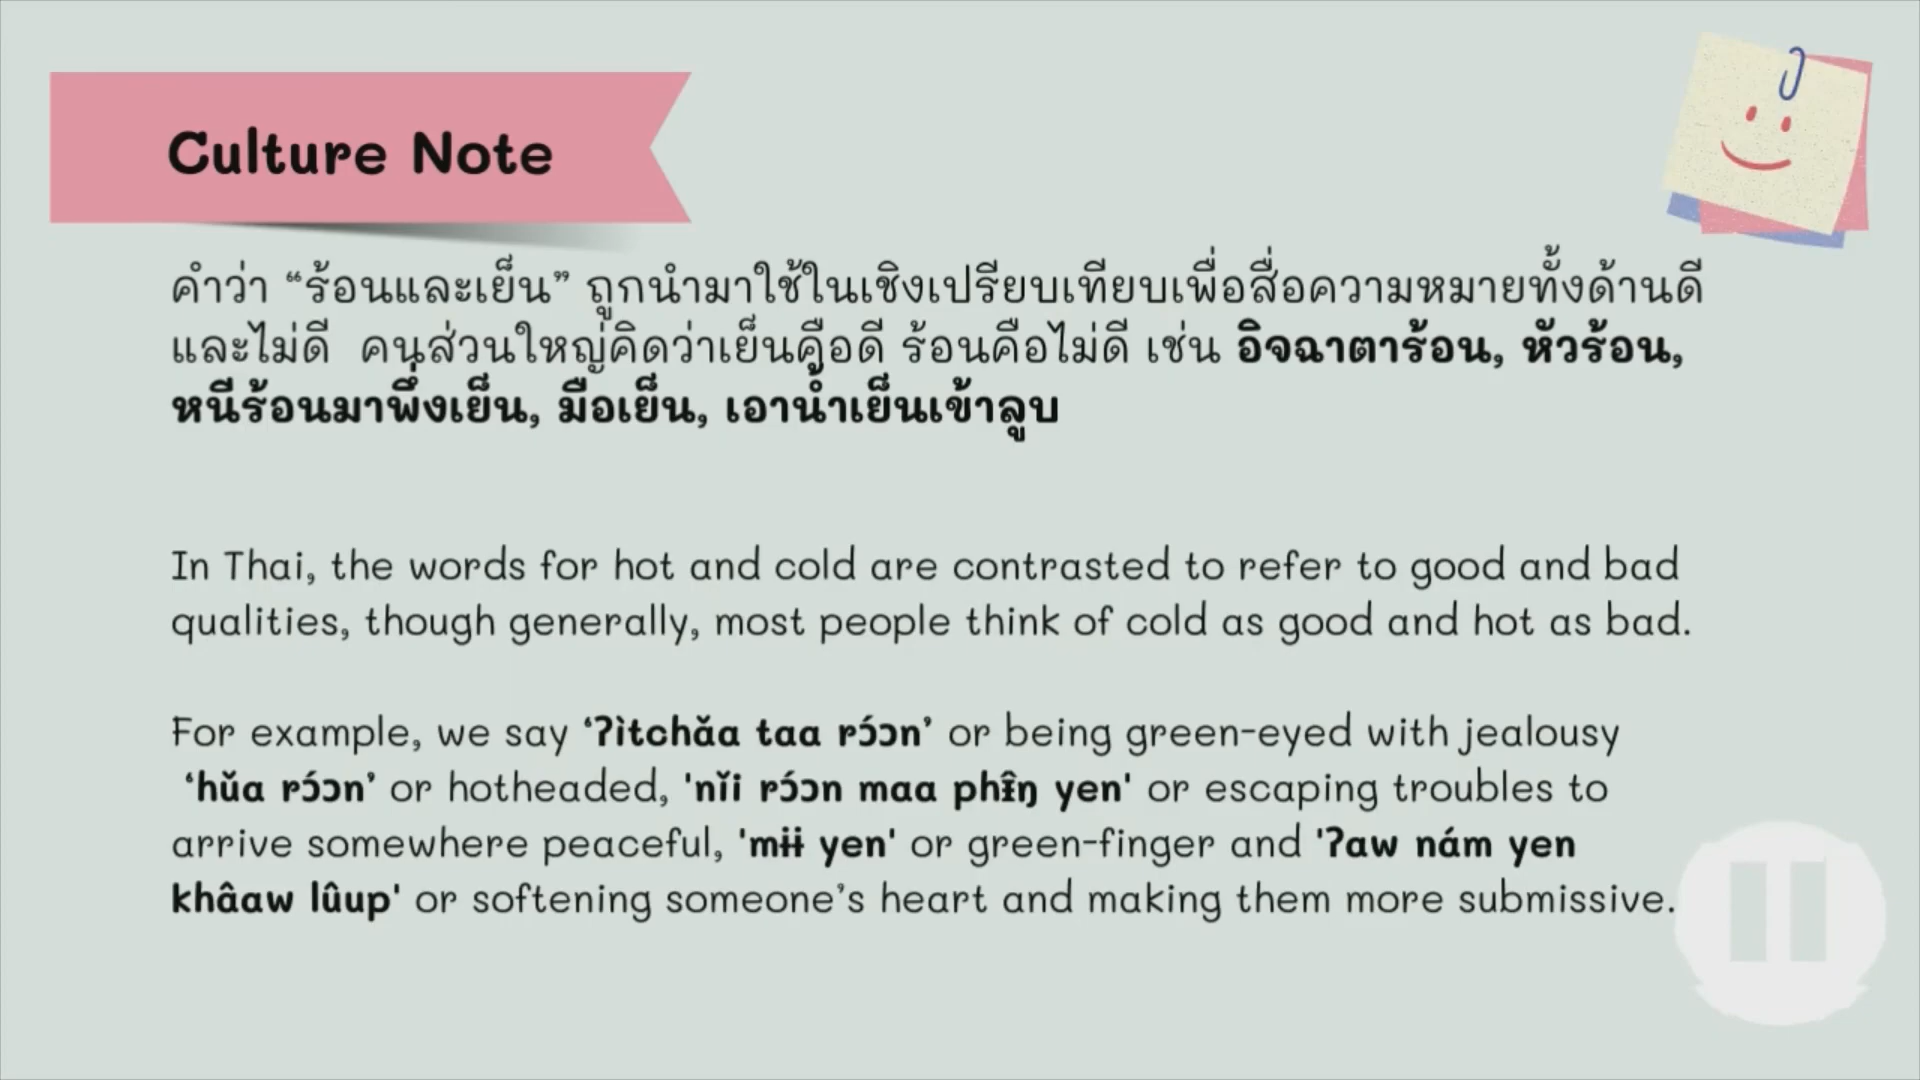 Culture Note
คำว่า “ร้อนและเย็น” ถูกนำมาใช้ในเชิงเปรียบเทียบเพื่อสื่อความหมายทั้งด้านดี
และไม่ดี คนส่วนใหญ่คิดว่าเย็นคือดี ร้อนคือไม่ดี เช่น อิจฉาตาร้อน, หัวร้อน,
หนีร้อนมาพึ่งเย็น, มือเย็น, เอาน้ำเย็นเข้าลูบ
In Thai, the words for hot and cold are contrasted to refer to good and bad
qualities, though generally, most people think of cold as good and hot as bad.
For example, we say ‘ʔìtchǎa taa rɔ́ɔn’ or being green-eyed with jealousy
‘hǔa rɔ́ɔn’ or hotheaded, 'nǐi rɔ́ɔn maa phɨ̂ŋ yen' or escaping troubles to
arrive somewhere peaceful, 'mɨɨ yen' or green-finger and 'ʔaw nám yen
khâaw lûup' or softening someone’s heart and making them more submissive.